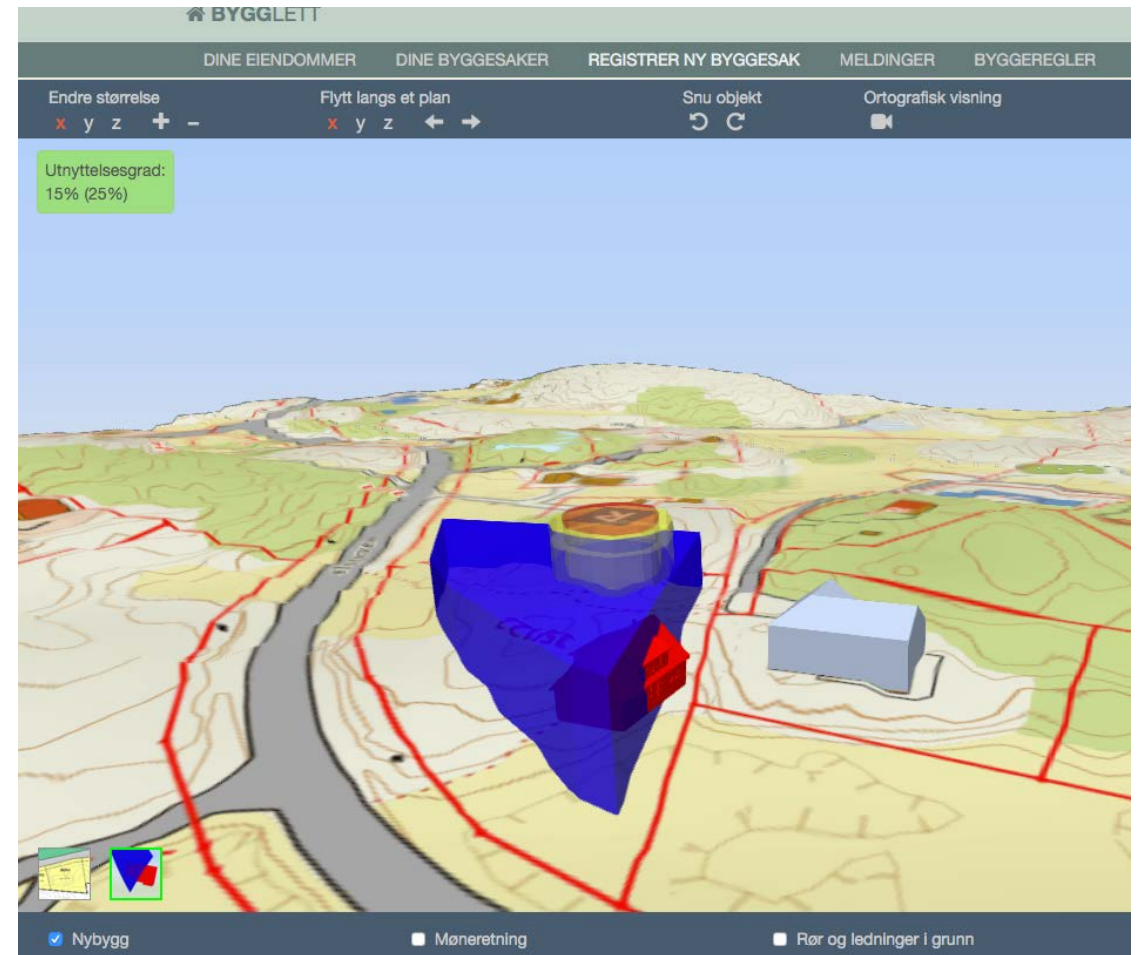 BYGGLETT
DINE EIENDOMMER DINE BYGGESAKER REGISTRER NY BYGGESAK MELDINGER BYGGEREGLER
Endre størrelse Flytt langs et plan Snu objekt Ortografisk visning
x y z + − x y z
Utnyttelsesgrad:
15% (25%)
Nybygg Møneretning Rør og ledninger i grunn